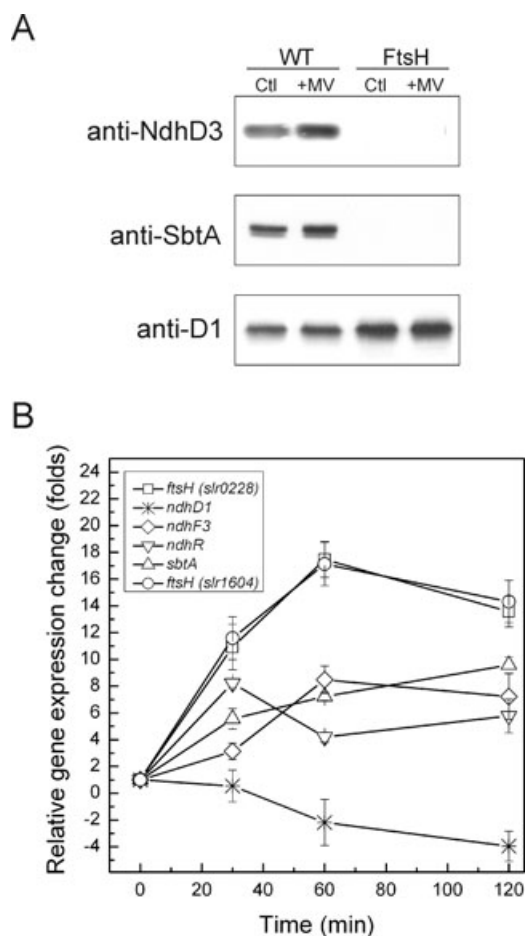 A
WT FtsH
Ctl +MV Ctl +MV
anti-NdhD3
anti-SbtA
anti-D1
B
Relative gene expression change (folds)
24
22
20
18
16
14
12
10
8
6
4
2
0
-2
-4
ftsH (slr0228)
ndhD1
ndhF3
ndhR
sbtA
ftsH (slr1604)
0 20 40 60 80 100 120
Time (min)